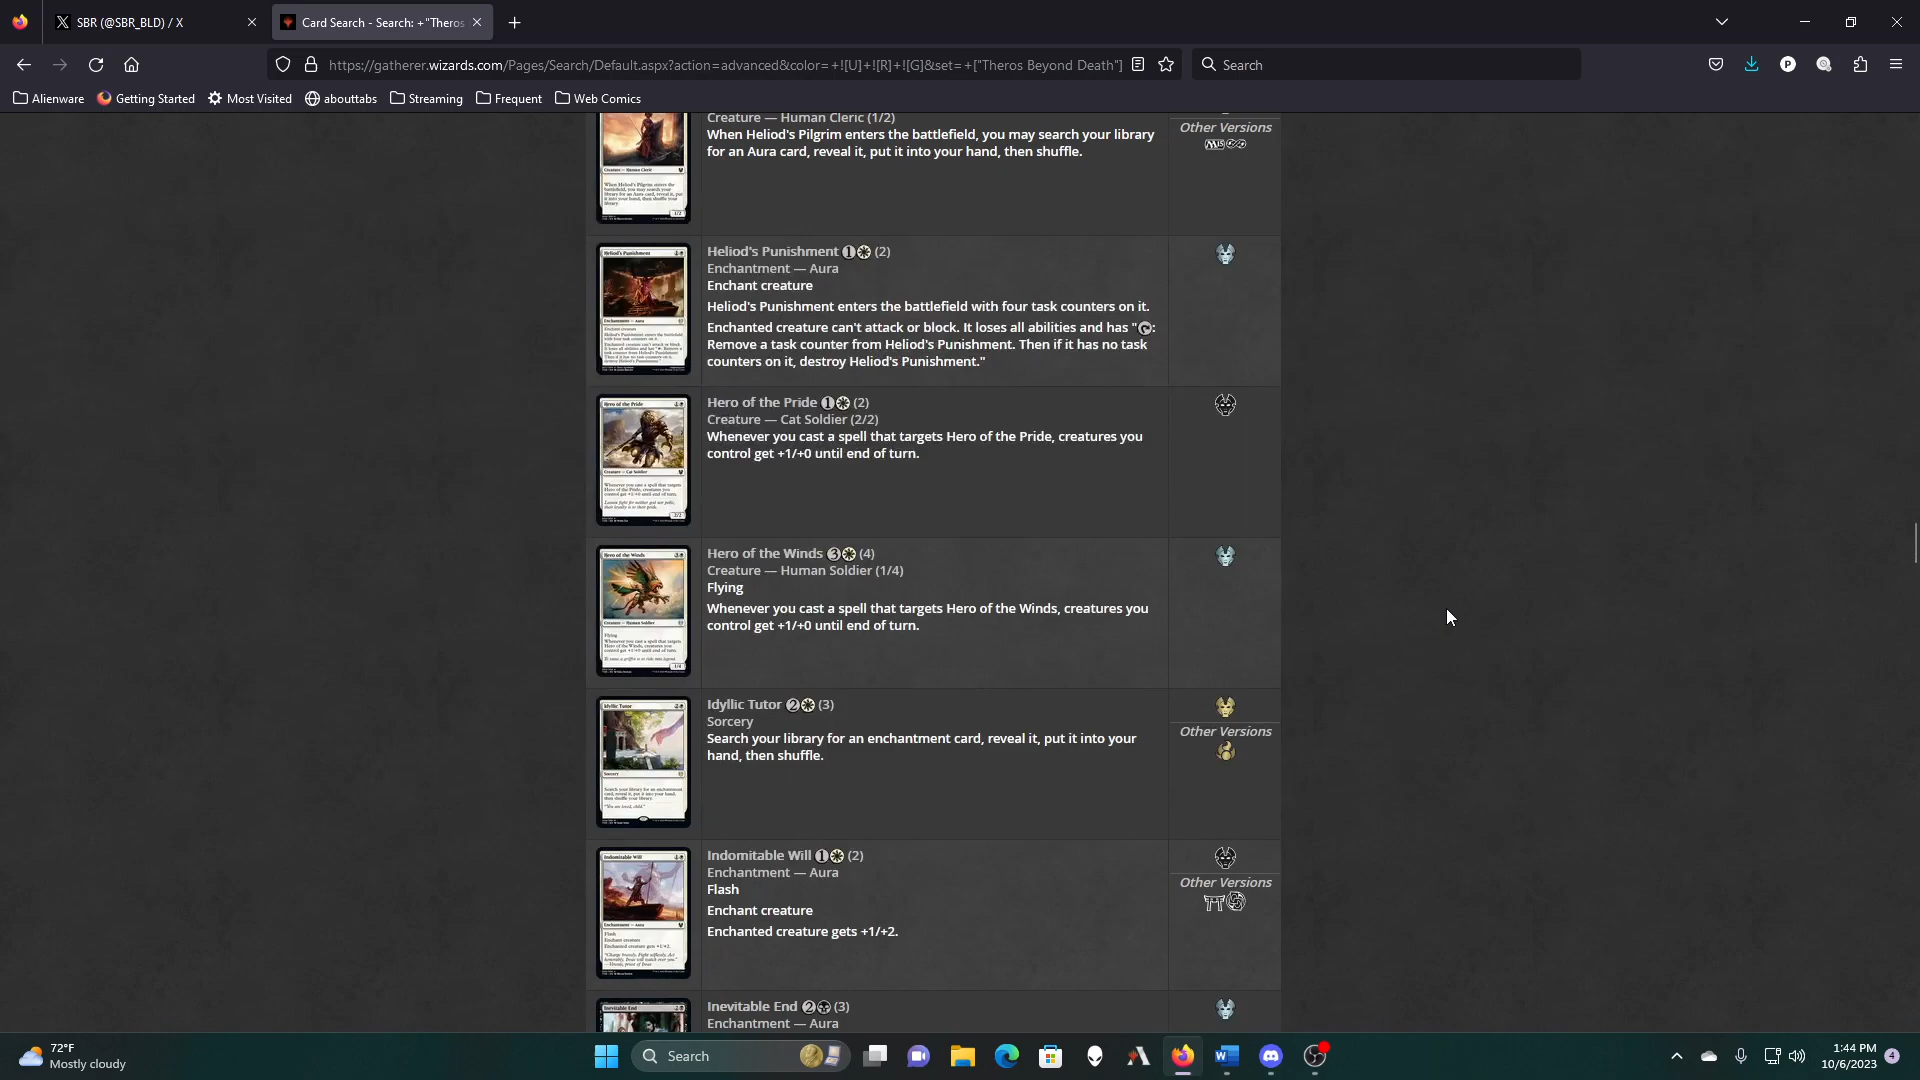 SBR (@SBR_BLD) / X
Card Search - Search: +"Theros
https://gatherer.wizards.com/Pages/Search/Default.aspx?action=advanced&color=+![U]+![R]+![G]&set=+["Theros Beyond Death"]
Search
Alienware
Getting Started
Most Visited
abouttabs
Streaming
Frequent
Web Comics
Creature — Human Cleric (1/2)
When Heliod's Pilgrim enters the battlefield, you may search your library
for an Aura card, reveal it, put it into your hand, then shuffle.
Other Versions
Heliod's Punishment 1 (2)
Enchantment — Aura
Enchant creature
Heliod's Punishment enters the battlefield with four task counters on it.
Enchanted creature can't attack or block. It loses all abilities and has ":
Remove a task counter from Heliod's Punishment. Then if it has no task
counters on it, destroy Heliod's Punishment."
Hero of the Pride 1 (2)
Creature — Cat Soldier (2/2)
Whenever you cast a spell that targets Hero of the Pride, creatures you
control get +1/+0 until end of turn.
Hero of the Winds 3 (4)
Creature — Human Soldier (1/4)
Flying
Whenever you cast a spell that targets Hero of the Winds, creatures you
control get +1/+0 until end of turn.
Idyllic Tutor 2 (3)
Sorcery
Search your library for an enchantment card, reveal it, put it into your
hand, then shuffle.
Other Versions
Indomitable Will 1 (2)
Enchantment — Aura
Flash
Enchant creature
Enchanted creature gets +1/+2.
Other Versions
Inevitable End 2 (3)
Enchantment — Aura
72°F
Mostly cloudy
Search
1:44 PM
10/6/2023
4